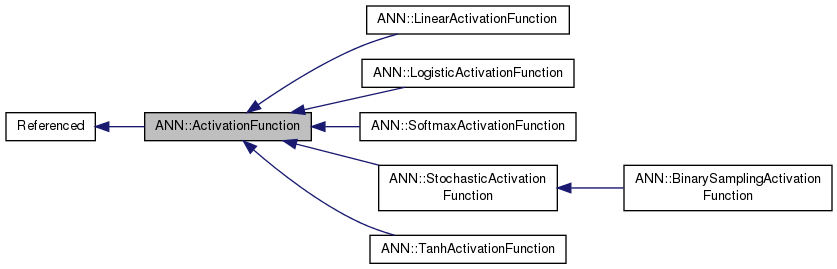 ANN::LinearActivationFunction
ANN::LogisticActivationFunction
Referenced
ANN::ActivationFunction
ANN::SoftmaxActivationFunction
ANN::StochasticActivation
Function
ANN::BinarySamplingActivation
Function
ANN::TanhActivationFunction